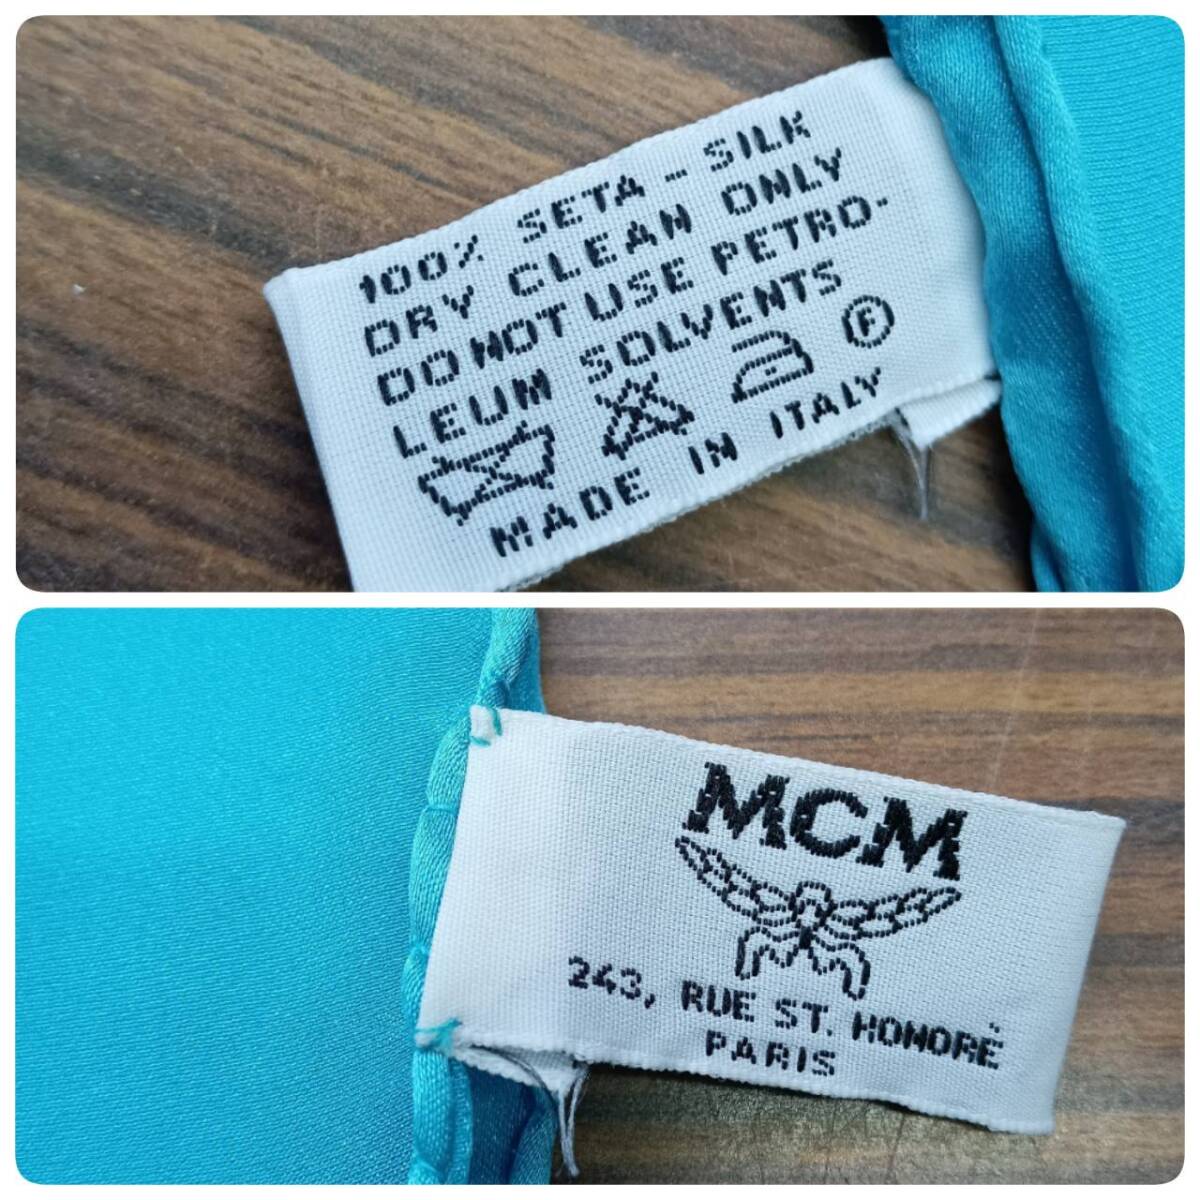 100% SETA - SILK
DRY CLEAN ONLY
DO NOT USE PETRO-
LEUM SOLVENTS
F
MADE IN ITALY
MCM
243, RUE ST. HONORÉ
PARIS